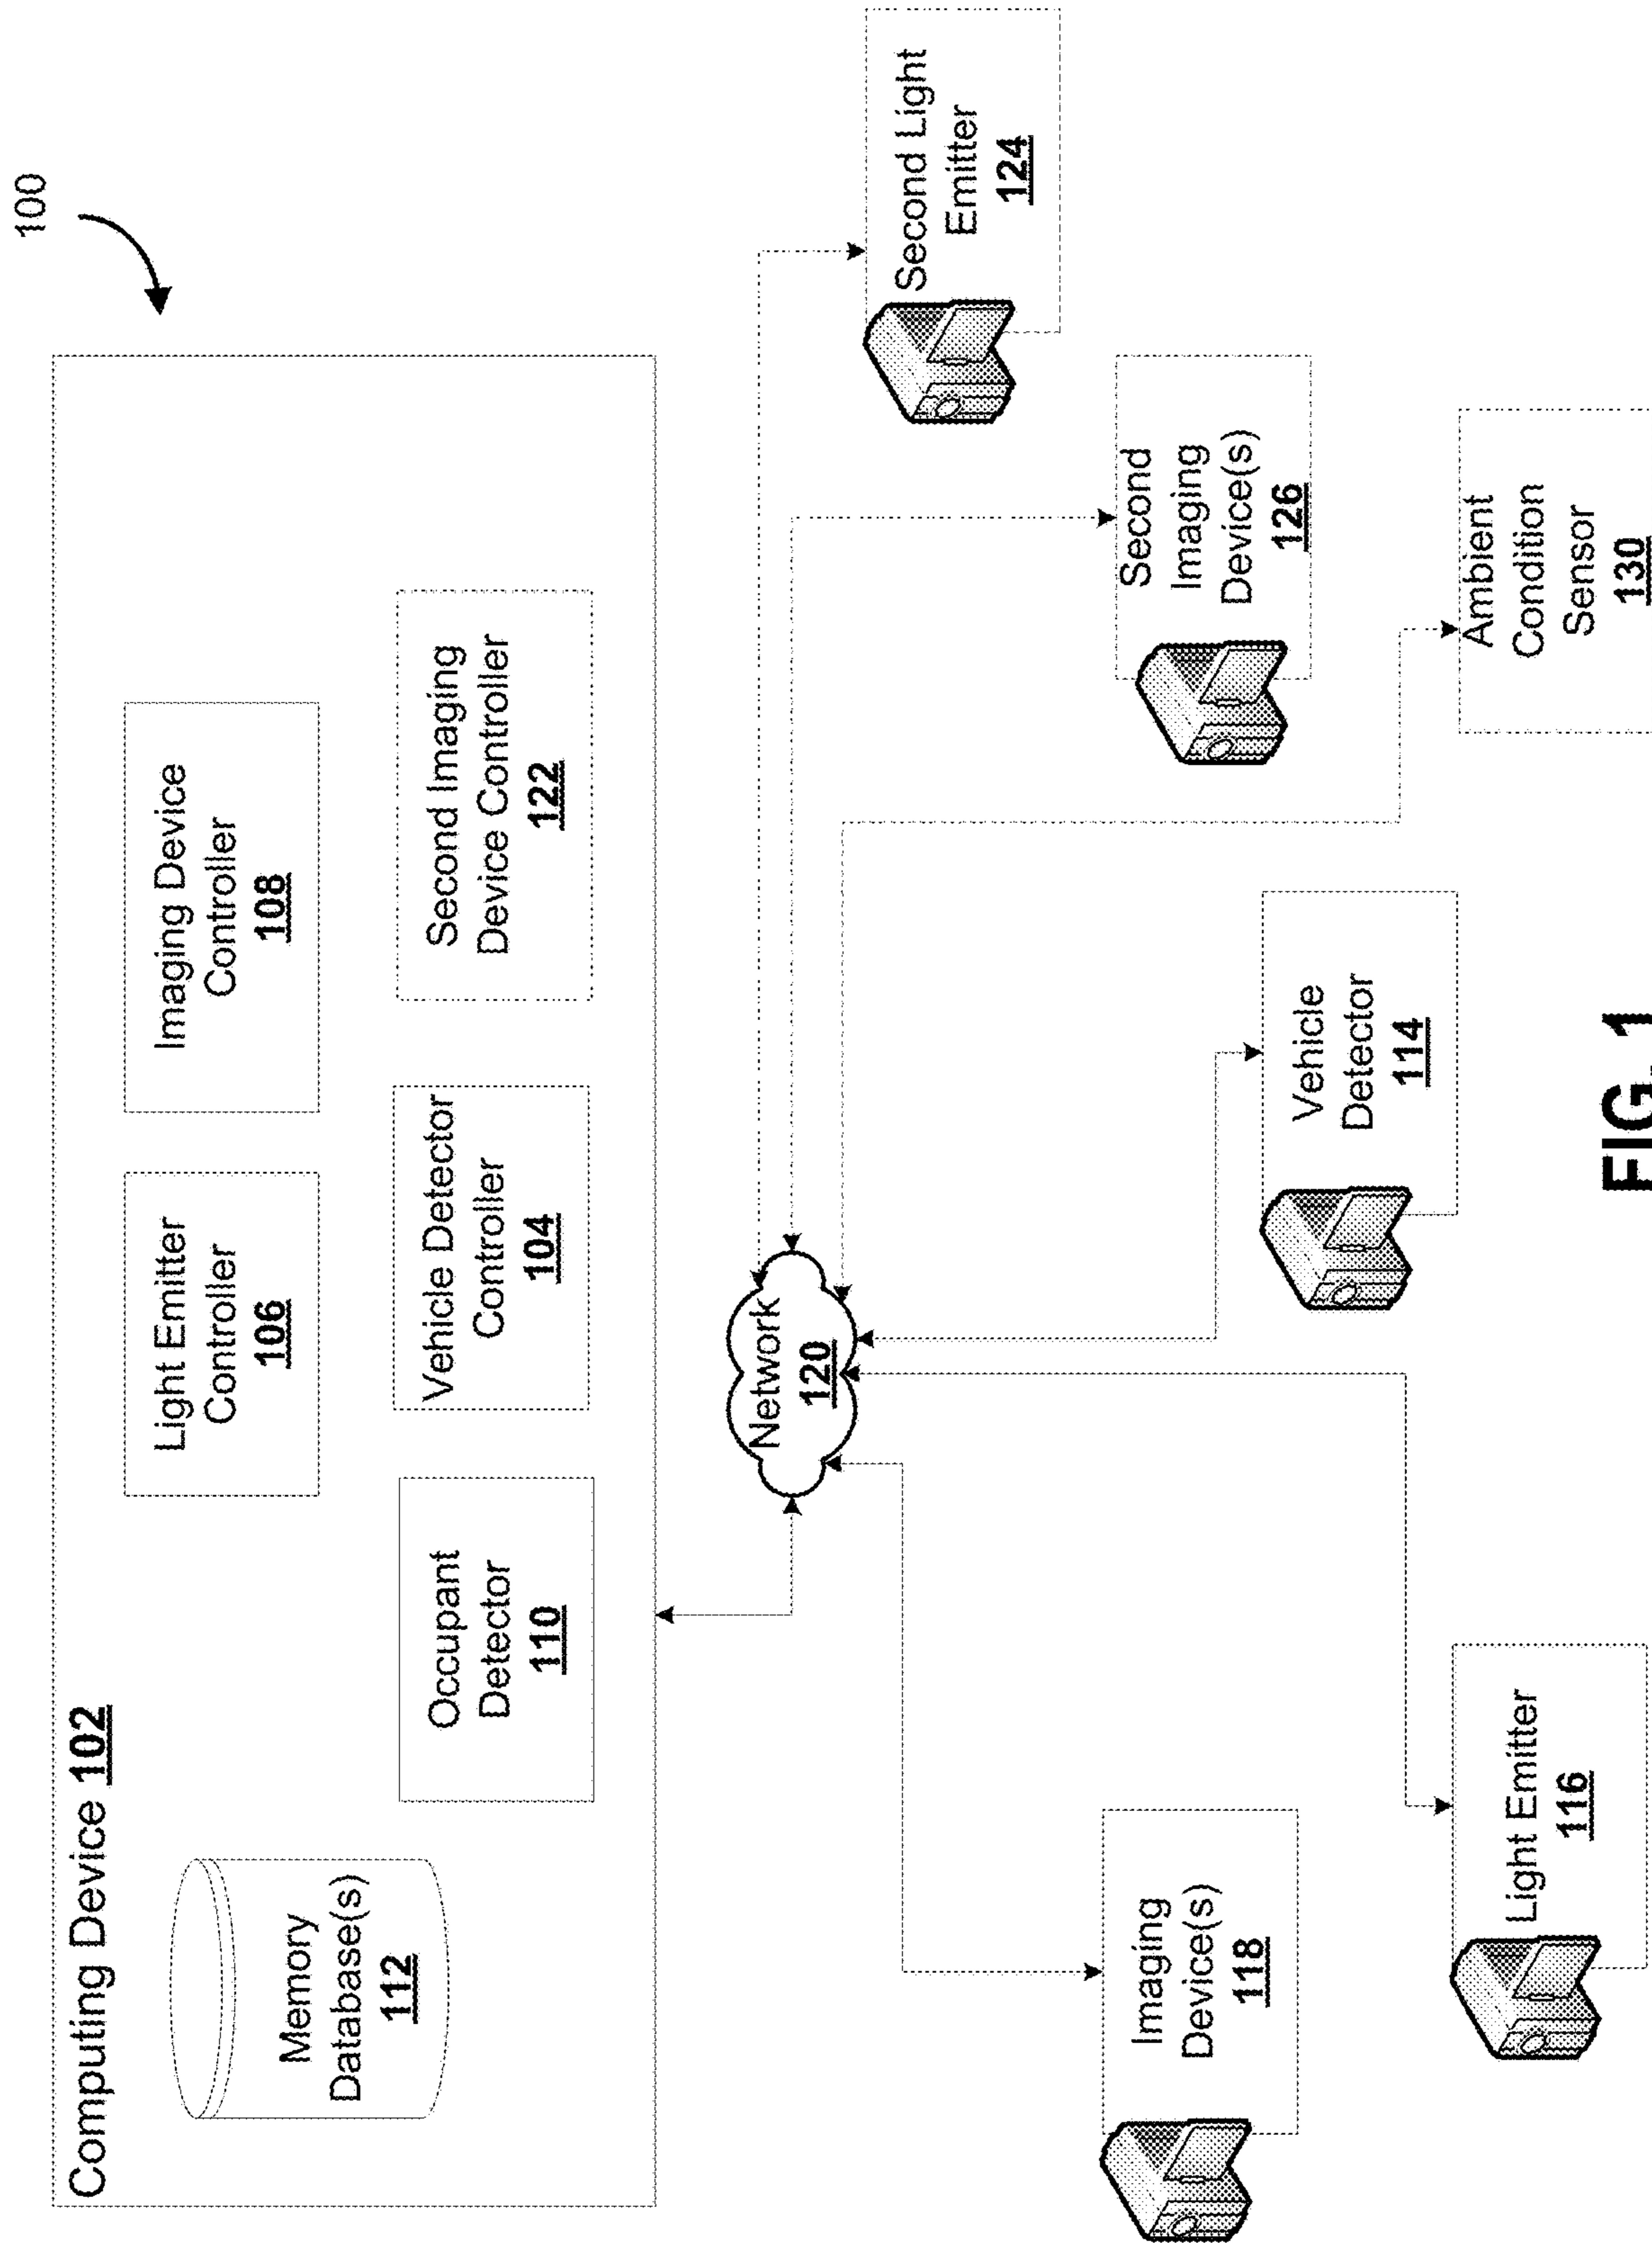 100
Computing Device 102
Memory
Database(s)
112
Light Emitter
Controller
106
Imaging Device
Controller
108
Occupant
Detector
110
Vehicle Detector
Controller
104
Second Imaging
Device Controller
122
Network
120
Second Light
Emitter
124
Imaging
Device(s)
118
Second
Imaging
Device(s)
126
Vehicle
Detector
114
Light Emitter
116
Ambient
Condition
Sensor
130
FIG. 1